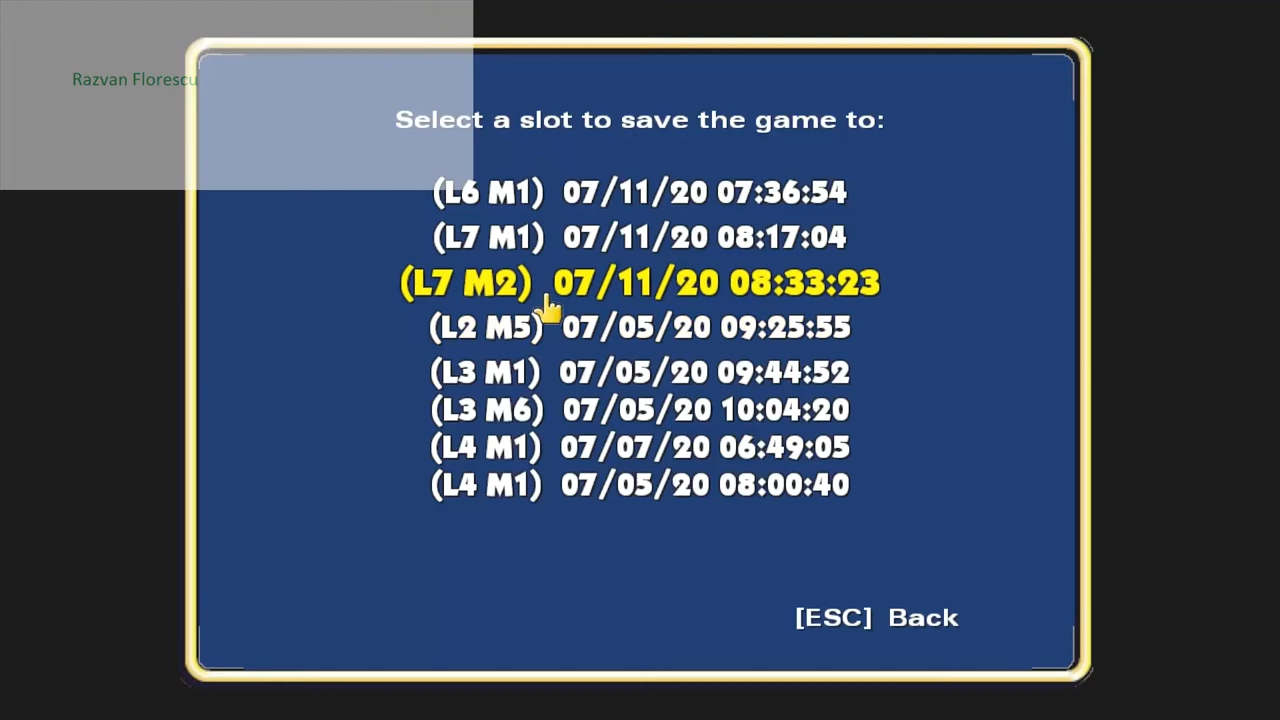 Razvan Florescu
Select a slot to save the game to:
(L6 M1) 07/11/20 07:36:54
(L7 M1) 07/11/20 08:17:04
(L7 M2) 07/11/20 08:33:23
(L2 M5) 07/05/20 09:25:55
(L3 M1) 07/05/20 09:44:52
(L3 M6) 07/05/20 10:04:20
(L4 M1) 07/07/20 06:49:05
(L4 M1) 07/05/20 08:00:40
[ESC] Back